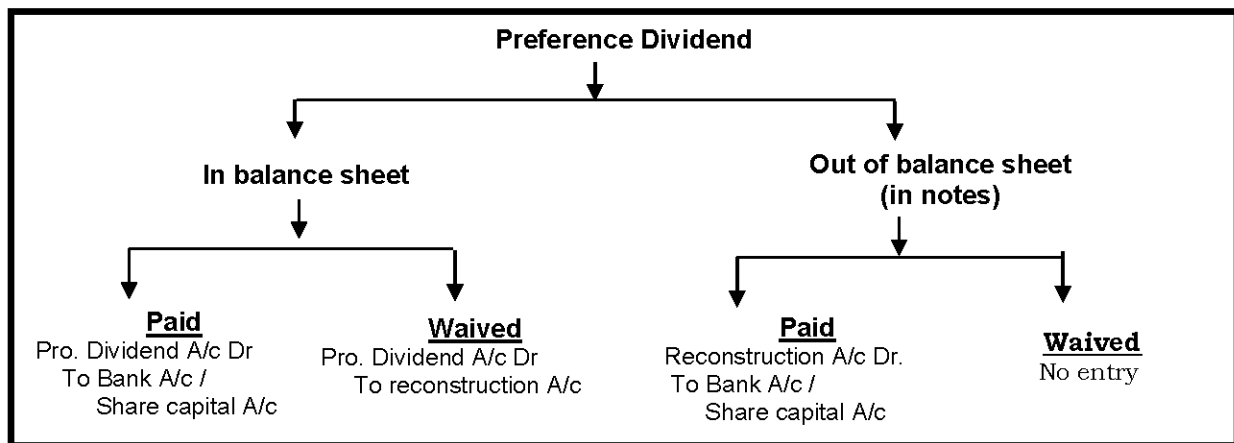 Preference Dividend
In balance sheet
Out of balance sheet
(in notes)
Paid
Pro. Dividend A/c Dr
To Bank A/c /
Share capital A/c
Waived
Pro. Dividend A/c Dr
To reconstruction A/c
Paid
Reconstruction A/c Dr.
To Bank A/c /
Share capital A/c
Waived
No entry